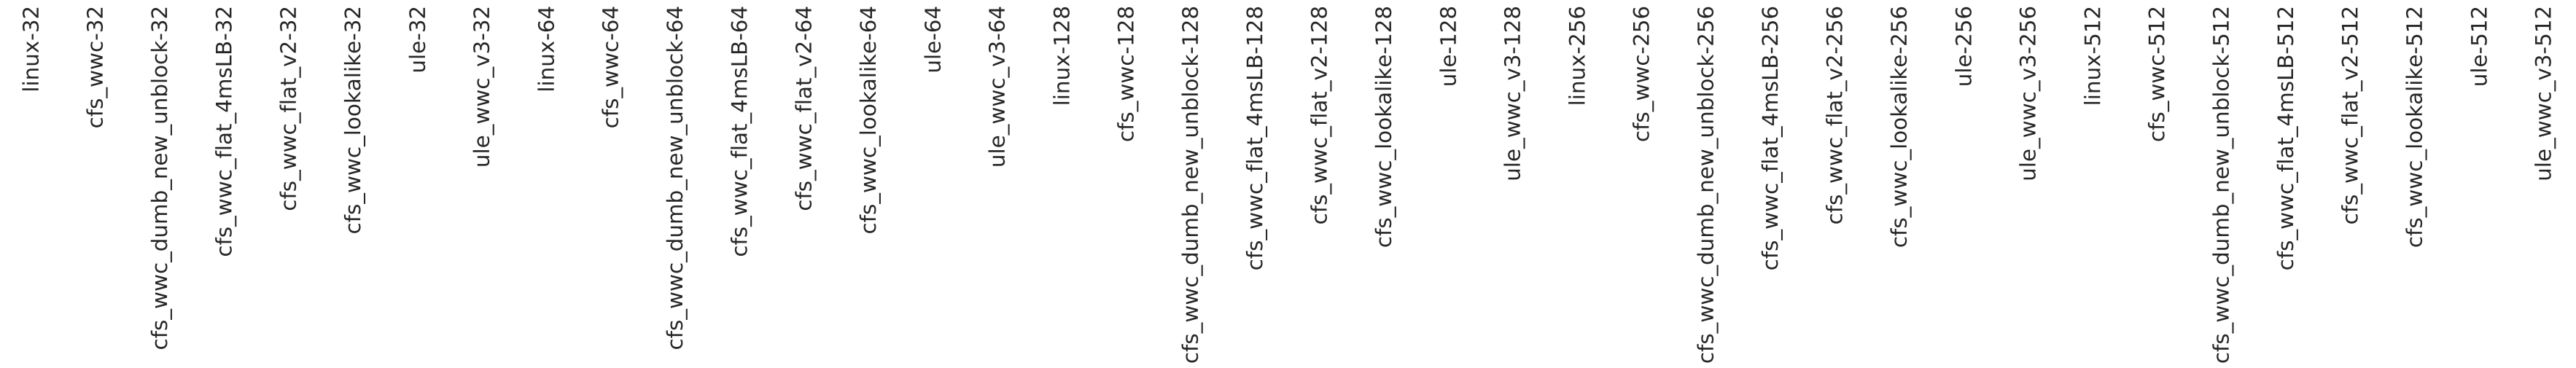 linux-32
cfs_wwc-32
cfs_wwc_dumb_new_unblock-32
cfs_wwc_flat_4msLB-32
cfs_wwc_flat_v2-32
cfs_wwc_lookalike-32
ule-32
ule_wwc_v3-32
linux-64
cfs_wwc-64
cfs_wwc_dumb_new_unblock-64
cfs_wwc_flat_4msLB-64
cfs_wwc_flat_v2-64
cfs_wwc_lookalike-64
ule-64
ule_wwc_v3-64
linux-128
cfs_wwc-128
cfs_wwc_dumb_new_unblock-128
cfs_wwc_flat_4msLB-128
cfs_wwc_flat_v2-128
cfs_wwc_lookalike-128
ule-128
ule_wwc_v3-128
linux-256
cfs_wwc-256
cfs_wwc_dumb_new_unblock-256
cfs_wwc_flat_4msLB-256
cfs_wwc_flat_v2-256
cfs_wwc_lookalike-256
ule-256
ule_wwc_v3-256
linux-512
cfs_wwc-512
cfs_wwc_dumb_new_unblock-512
cfs_wwc_flat_4msLB-512
cfs_wwc_flat_v2-512
cfs_wwc_lookalike-512
ule-512
ule_wwc_v3-512